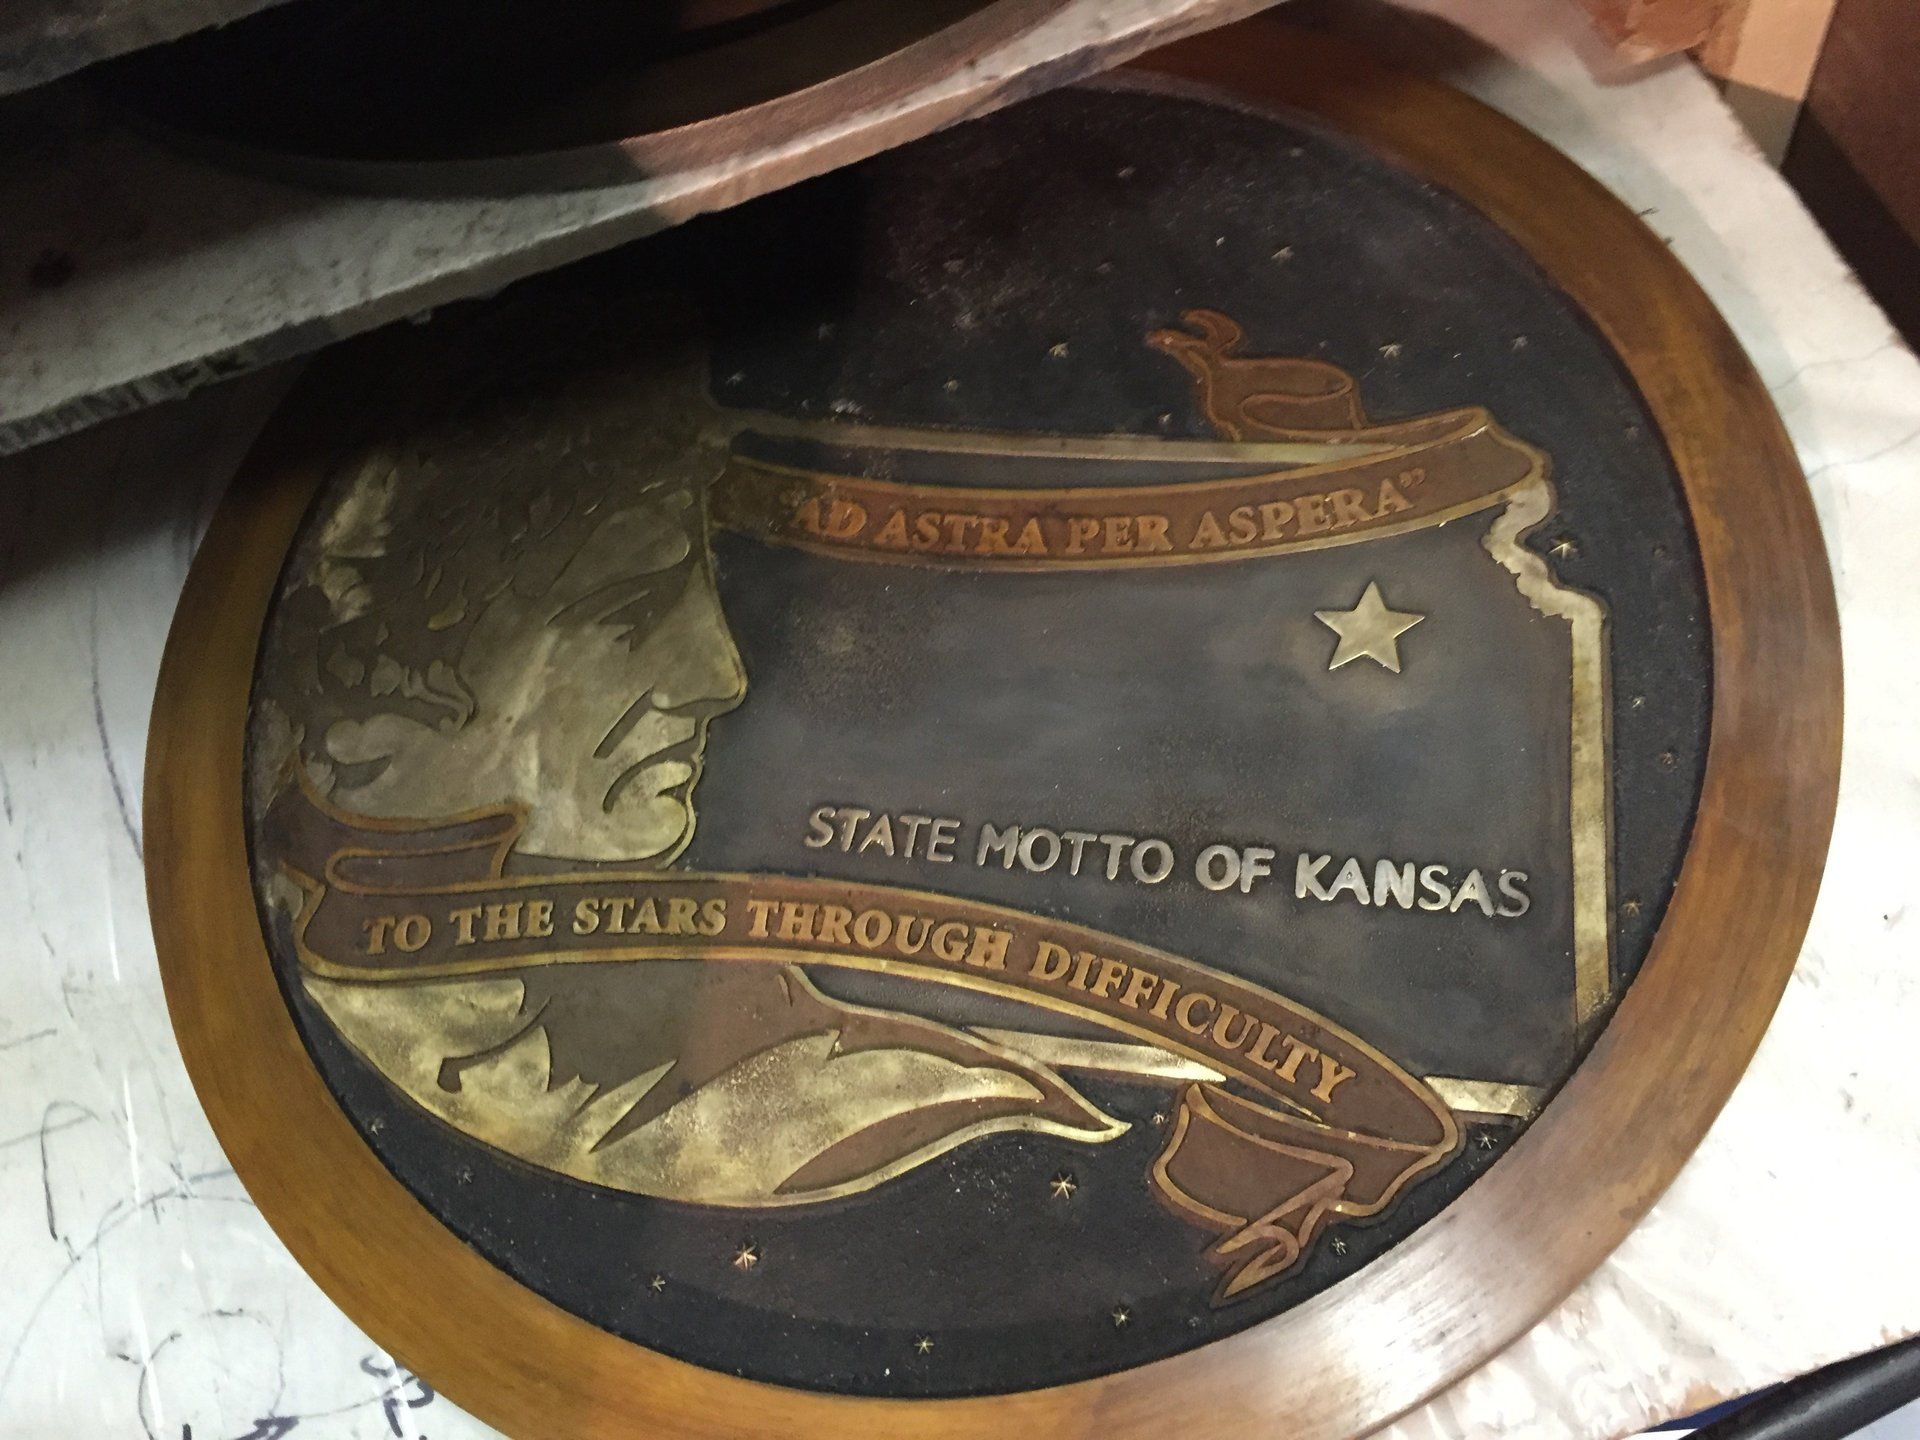 "AD ASTRA PER ASPERA"
STATE MOTTO OF KANSAS
TO THE STARS THROUGH DIFFICULTY